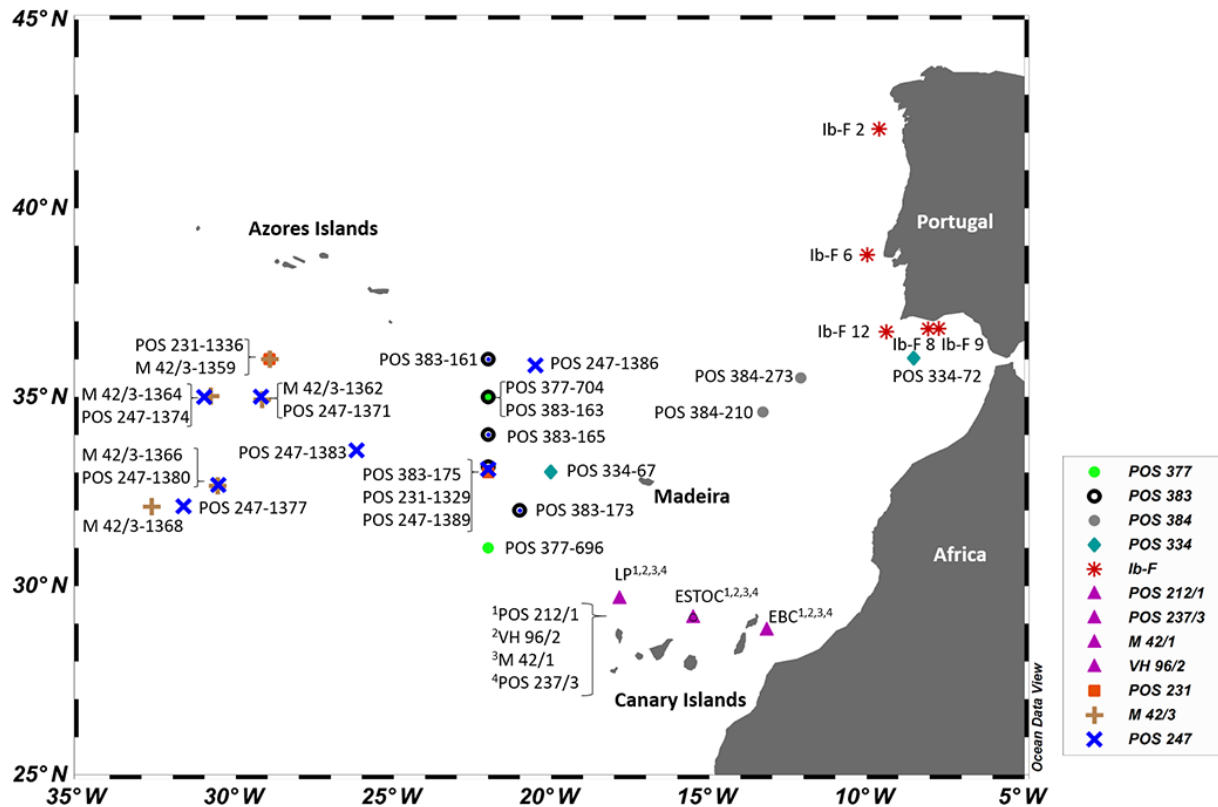 45° N
40° N
35° N
30° N
25° N
35° W
30° W
25° W
20° W
15° W
10° W
5° W
Ib-F 2
Portugal
Azores Islands
Ib-F 6
Ib-F 12
Ib-F 8
Ib-F 9
POS 334-72
POS 231-1336
M 42/3-1359
POS 383-161
POS 247-1386
POS 384-273
M 42/3-1364
POS 247-1374
M 42/3-1362
POS 247-1371
POS 377-704
POS 383-163
POS 384-210
POS 383-165
POS 247-1383
M 42/3-1366
POS 247-1380
POS 383-175
POS 231-1329
POS 247-1389
POS 334-67
Madeira
POS 247-1377
M 42/3-1368
POS 383-173
POS 377-696
Africa
LP1,2,3,4
ESTOC1,2,3,4
EBC1,2,3,4
1POS 212/1
2VH 96/2
3M 42/1
4POS 237/3
Canary Islands
Ocean Data View
POS 377
POS 383
POS 384
POS 334
Ib-F
POS 212/1
POS 237/3
M 42/1
VH 96/2
POS 231
M 42/3
POS 247